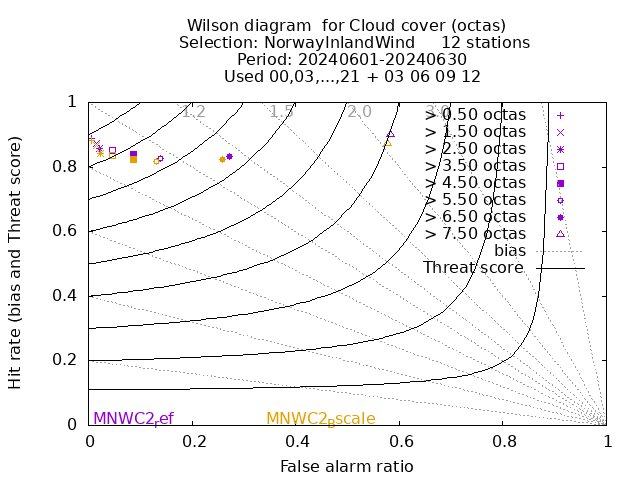 Wilson diagram  for Cloud cover (octas)
Selection: NorwayInlandWind     12 stations
Period: 20240601-20240630
Used 00,03,...,21 + 03 06 09 12
Hit rate (bias and Threat score)
1
0.8
0.6
0.4
0.2
0
1.2 1.5 2.0 3.0
> 0.50 octas
> 1.50 octas
> 2.50 octas
> 3.50 octas
> 4.50 octas
> 5.50 octas
> 6.50 octas
> 7.50 octas
bias
Threat score
MNWC2ref MNWC2Bscale
0 0.2 0.4 0.6 0.8 1
False alarm ratio